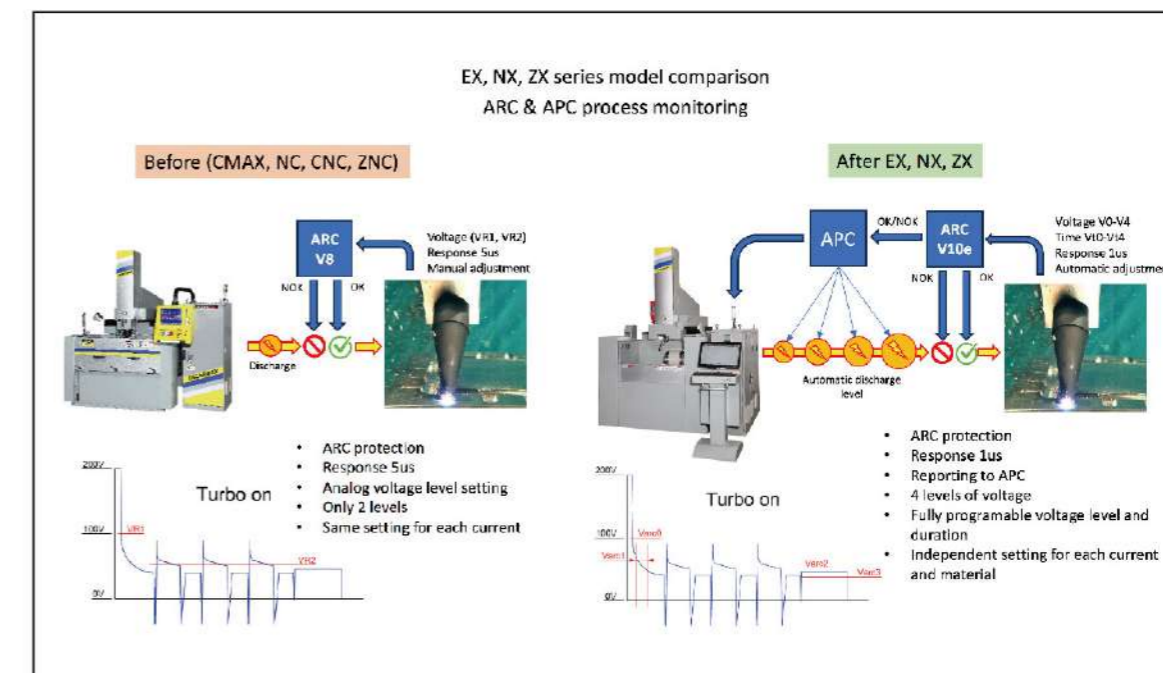 EX, NX, ZX series model comparison
ARC & APC process monitoring
Before (CMAX, NC, CNC, ZNC)
ARC
V8
Voltage (VR1, VR2)
Response 5us
Manual adjustment
NOK
OK
Discharge
• ARC protection
• Response 5us
• Analog voltage level setting
• Only 2 levels
• Same setting for each current
200V
Turbo on
100V
VR1
VR2
0V
After EX, NX, ZX
APC
OK/NOK
ARC
V10e
Voltage V0-V4
Time Vt0-Vt4
Response 1us
Automatic adjustment
NOK
OK
Automatic discharge
level
• ARC protection
• Response 1us
• Reporting to APC
• 4 levels of voltage
• Fully programable voltage level and
duration
• Independent setting for each current
and material
200V
Turbo on
100V
Varc0
Varc1
Varc2
Varc3
0V